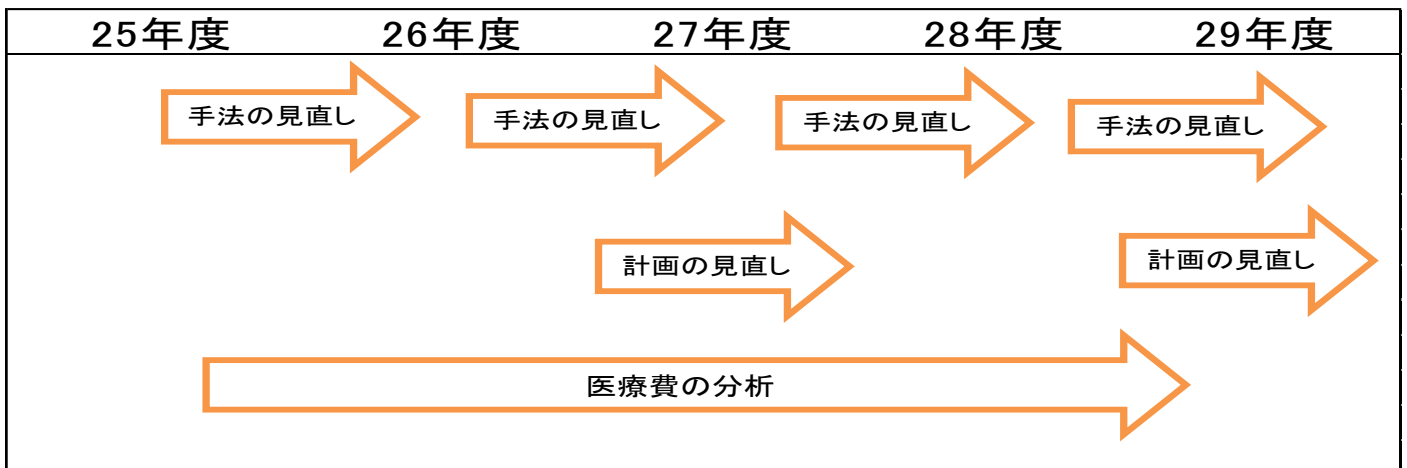 25年度 26年度 27年度 28年度 29年度
手法の見直し 手法の見直し 手法の見直し 手法の見直し
計画の見直し 計画の見直し
医療費の分析